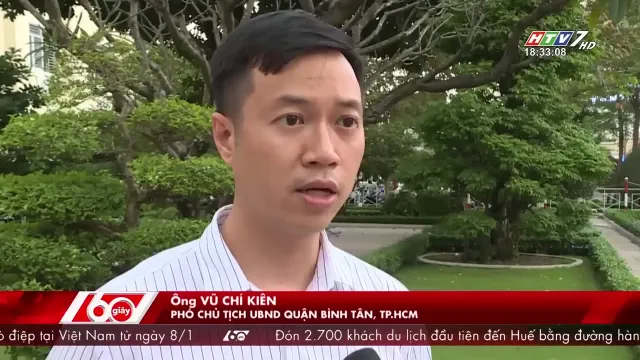 HTV7 HD
18:33:08
60 giây
Ông VŨ CHÍ KIÊN
PHÓ CHỦ TỊCH UBND QUẬN BÌNH TÂN, TP.HCM
điệp tại Việt Nam từ ngày 8/1 60 Đón 2.700 khách du lịch đầu tiên đến Huế bằng đường hàn